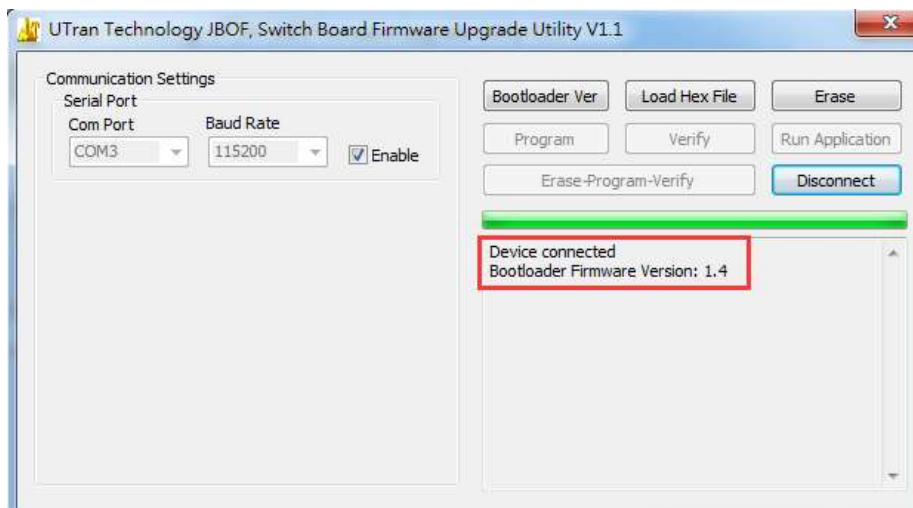 UTran Technology JBOF, Switch Board Firmware Upgrade Utility V1.1
Communication Settings
Serial Port
Com Port
Baud Rate
COM3
115200
Enable
Bootloader Ver
Load Hex File
Erase
Program
Verify
Run Application
Erase-Program-Verify
Disconnect
Device connected
Bootloader Firmware Version: 1.4